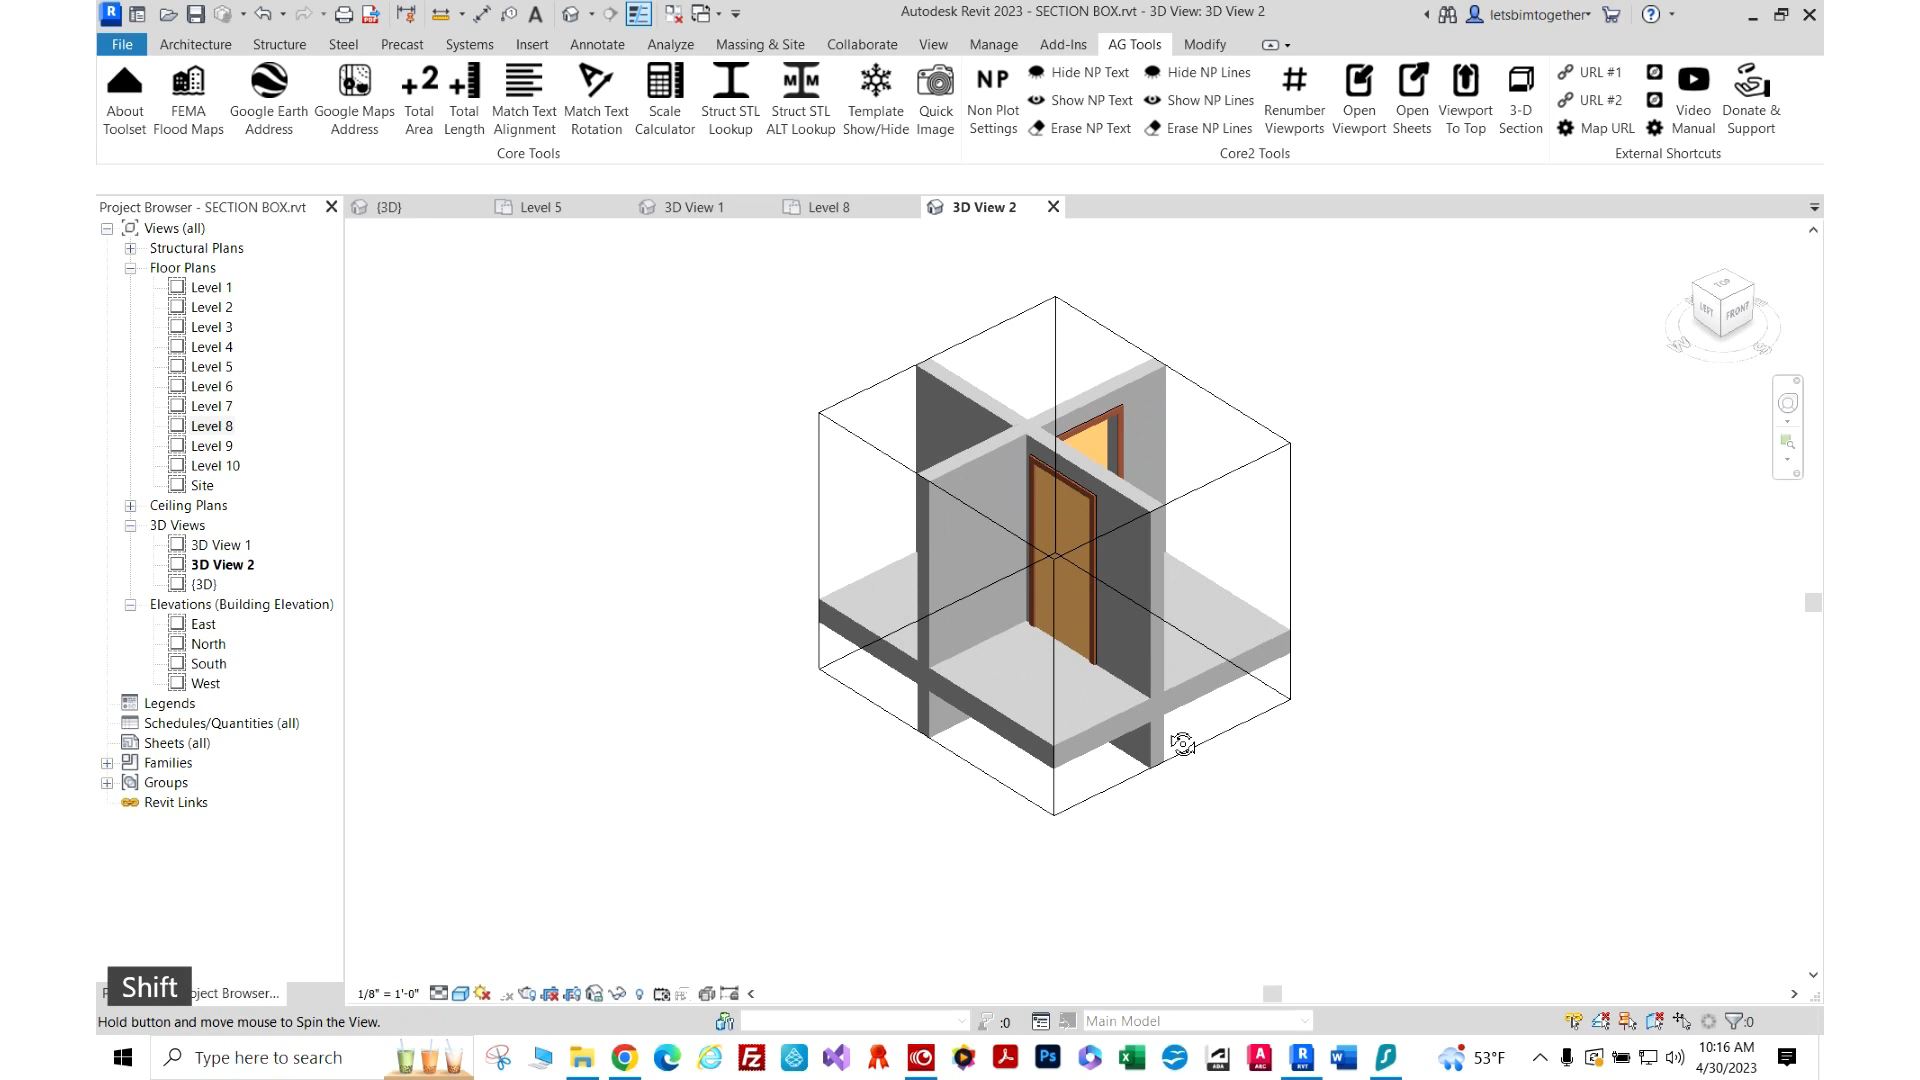 Autodesk Revit 2023 - SECTION BOX.rvt - 3D View: 3D View 2
letsbimtogether
File Architecture Structure Steel Precast Systems Insert Annotate Analyze Massing & Site Collaborate View Manage Add-Ins AG Tools Modify
About Toolset
FEMA Flood Maps
Google Earth Address
Google Maps Address
+2 Total Area
Total Length
Match Text Alignment
Match Text Rotation
Scale Calculator
Struct STL Lookup
Struct STL ALT Lookup
Template Show/Hide
Quick Image
NP Non Plot Settings
Hide NP Text
Show NP Text
Erase NP Text
Hide NP Lines
Show NP Lines
Erase NP Lines
# Renumber Viewports
Open Viewport
Open Sheets
Viewport To Top
3-D Section
URL #1
URL #2
Map URL
Video Manual
Donate & Support
Core Tools
Core2 Tools
External Shortcuts
Project Browser - SECTION BOX.rvt
{3D}
Level 5
3D View 1
Level 8
3D View 2
Views (all)
Structural Plans
Floor Plans
Level 1
Level 2
Level 3
Level 4
Level 5
Level 6
Level 7
Level 8
Level 9
Level 10
Site
Ceiling Plans
3D Views
3D View 1
3D View 2
{3D}
Elevations (Building Elevation)
East
North
South
West
Legends
Schedules/Quantities (all)
Sheets (all)
Families
Groups
Revit Links
TOP
LEFT
FRONT
Shift
oject Browser...
1/8" = 1'-0"
Hold button and move mouse to Spin the View.
:0
Main Model
:0
Type here to search
53°F
10:16 AM
4/30/2023